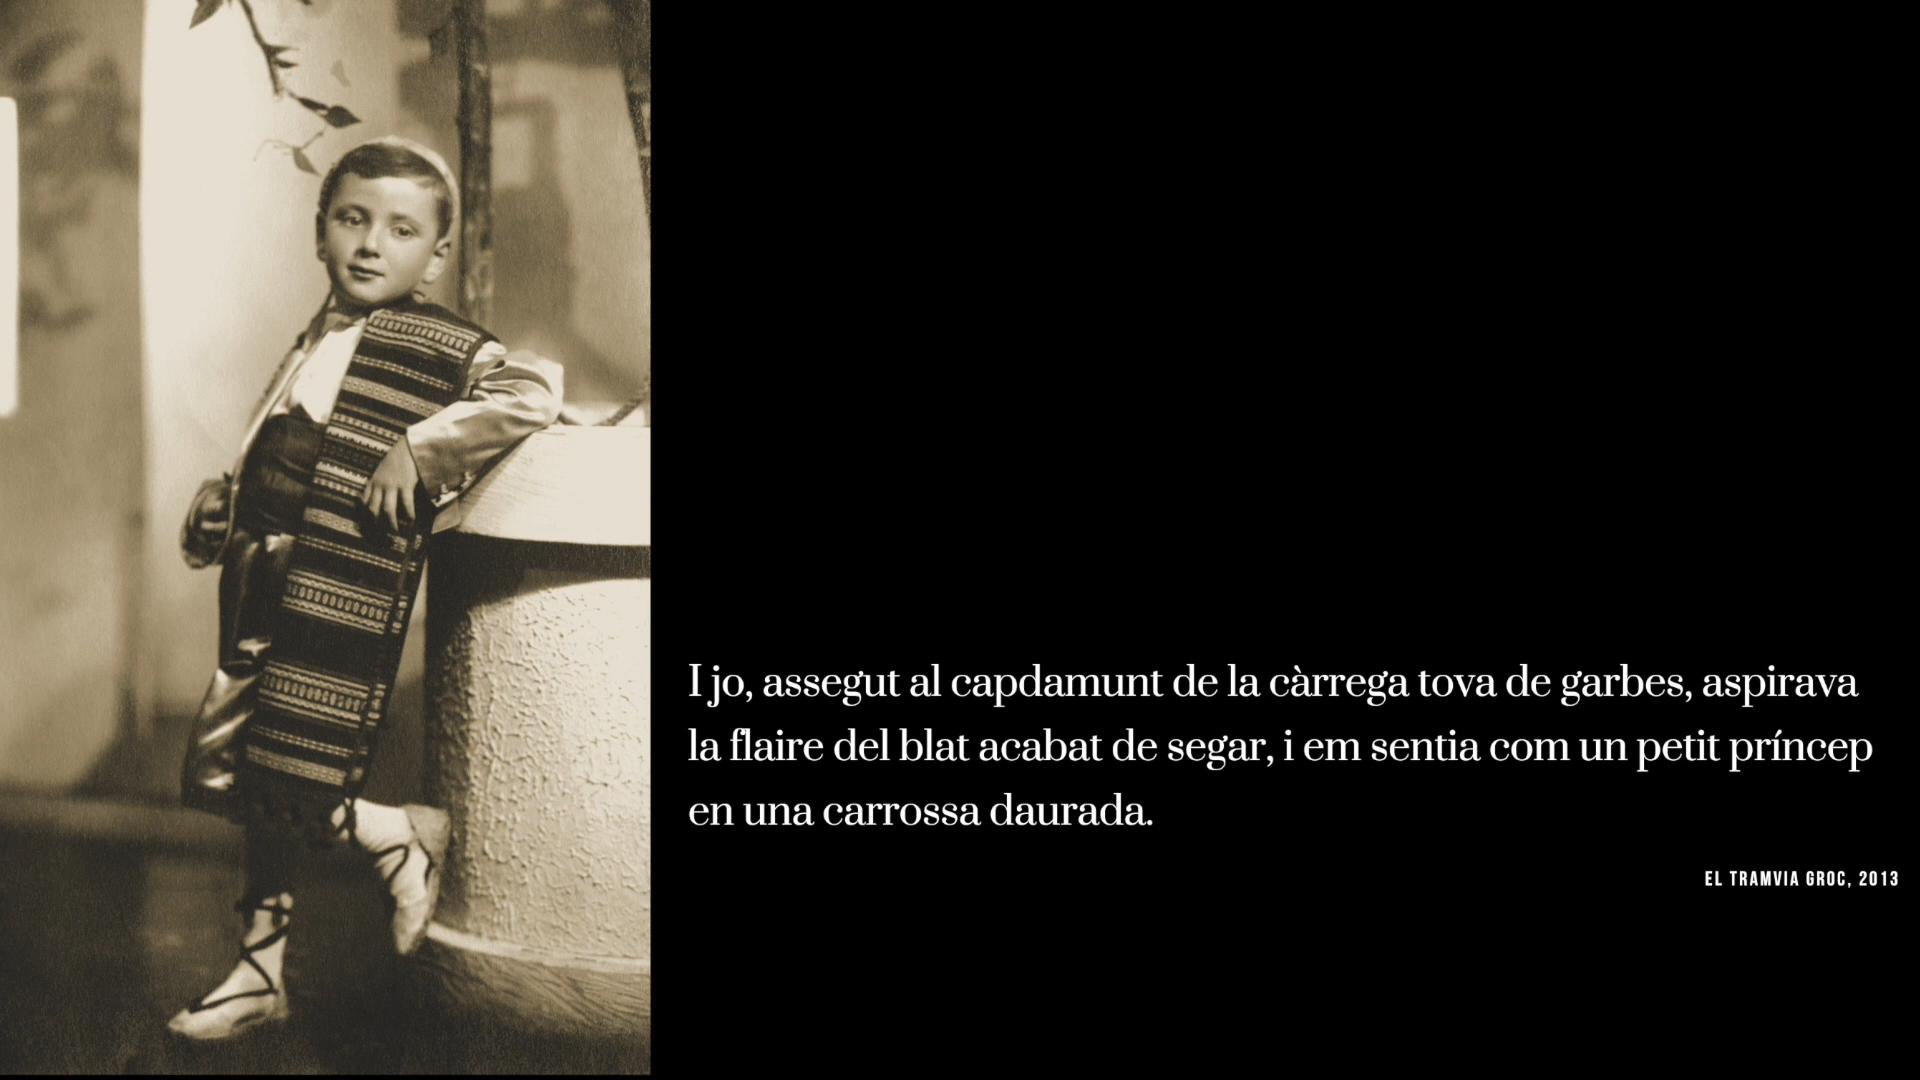 I jo, assegut al capdamunt de la càrrega tova de garbes, aspirava
la flaire del blat acabat de segar, i em sentia com un petit príncep
en una carrossa daurada.
EL TRAMVIA GROC, 2013